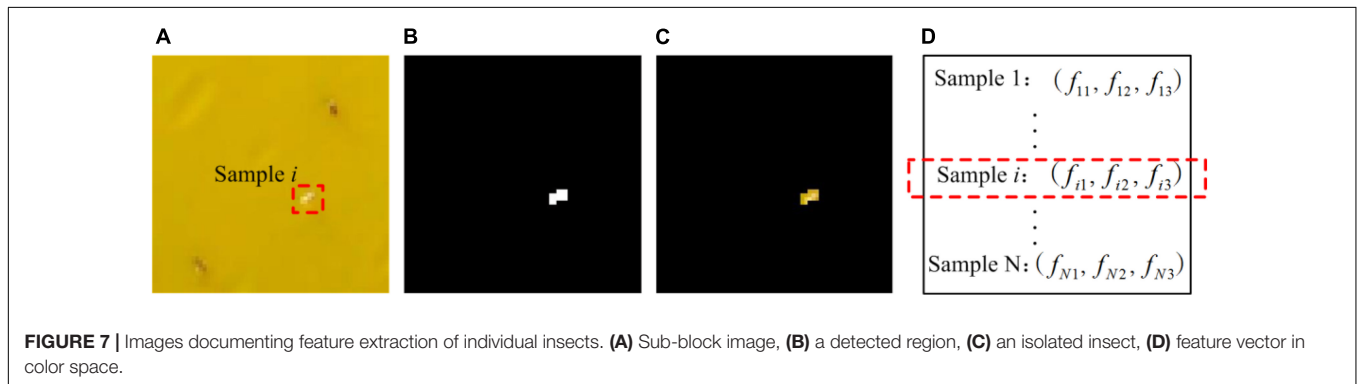 A
B
C
D
Sample i
Sample 1: (f11, f12, f13)
Sample i: (fi1, fi2, fi3)
Sample N: (fN1, fN2, fN3)
FIGURE 7 | Images documenting feature extraction of individual insects. (A) Sub-block image, (B) a detected region, (C) an isolated insect, (D) feature vector in
color space.